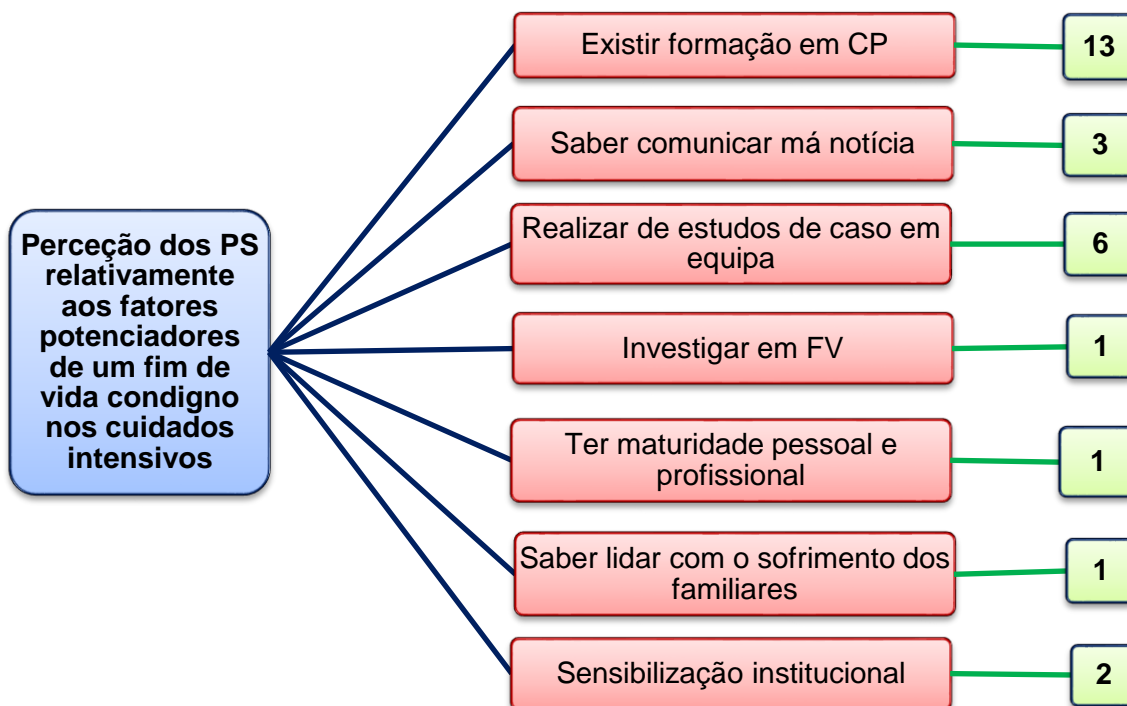 Existir formação em CP
13
Saber comunicar má notícia
3
Perceção dos PS
relativamente
aos fatores
potenciadores
de um fim de
vida condigno
nos cuidados
intensivos
Realizar de estudos de caso em
equipa
6
Investigar em FV
1
Ter maturidade pessoal e
profissional
1
Saber lidar com o sofrimento dos
familiares
1
Sensibilização institucional
2